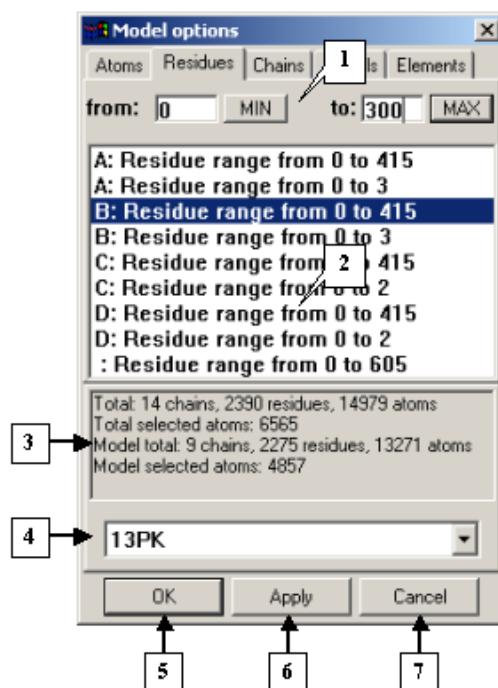 Model options
Atoms Residues Chains Elements
1
from: 0 MIN to: 300 MAX
A: Residue range from 0 to 415
A: Residue range from 0 to 3
B: Residue range from 0 to 415
B: Residue range from 0 to 3
C: Residue range from 0 to 415
2
C: Residue range from 0 to 2
D: Residue range from 0 to 415
D: Residue range from 0 to 2
: Residue range from 0 to 605
Total: 14 chains, 2390 residues, 14979 atoms
Total selected atoms: 6565
3
Model total: 9 chains, 2275 residues, 13271 atoms
Model selected atoms: 4857
4
13PK
OK Apply Cancel
5 6 7